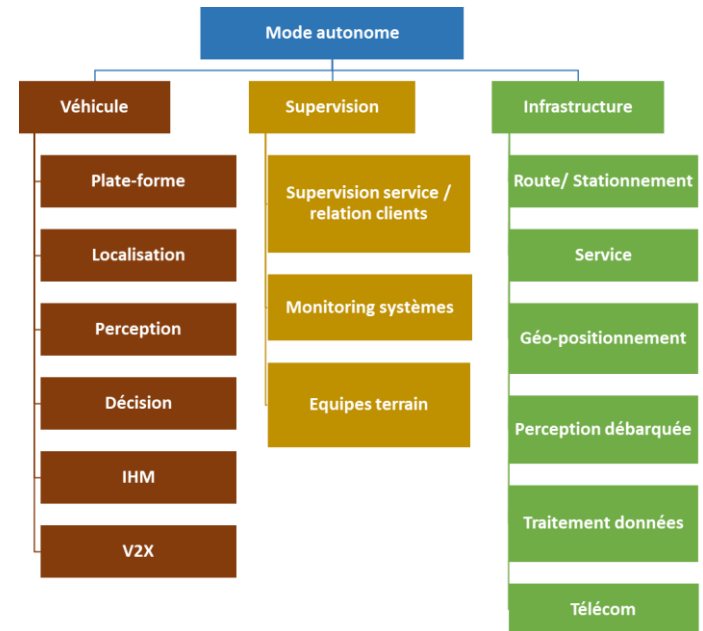 Mode autonome
Véhicule
Plate-forme
Localisation
Perception
Décision
IHM
V2X
Supervision
Supervision service /
relation clients
Monitoring systèmes
Equipes terrain
Infrastructure
Route/ Stationnement
Service
Géo-positionnement
Perception débarquée
Traitement données
Télécom